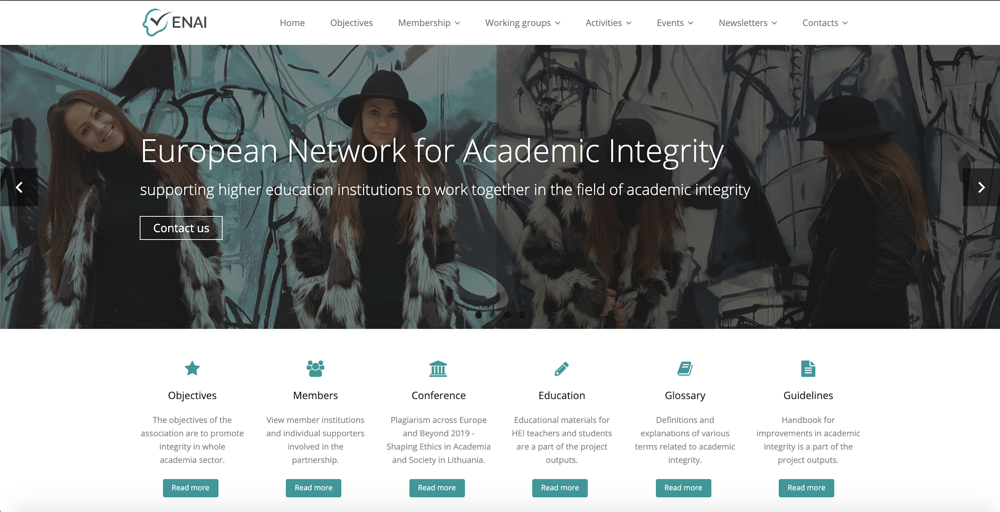 ENAI
Home Objectives Membership Working groups Activities Events Newsletters Contacts
European Network for Academic Integrity
supporting higher education institutions to work together in the field of academic integrity
Contact us
Objectives
The objectives of the
association are to promote
integrity in whole
academia sector.
Read more
Members
View member institutions
and individual supporters
involved in the
partnership.
Read more
Conference
Plagiarism across Europe
and Beyond 2019 -
Shaping Ethics in Academia
and Society in Lithuania.
Read more
Education
Educational materials for
HEI teachers and students
are a part of the project
outputs.
Read more
Glossary
Definitions and
explanations of various
terms related to academic
integrity.
Read more
Guidelines
Handbook for
improvements in academic
integrity is a part of the
project outputs.
Read more